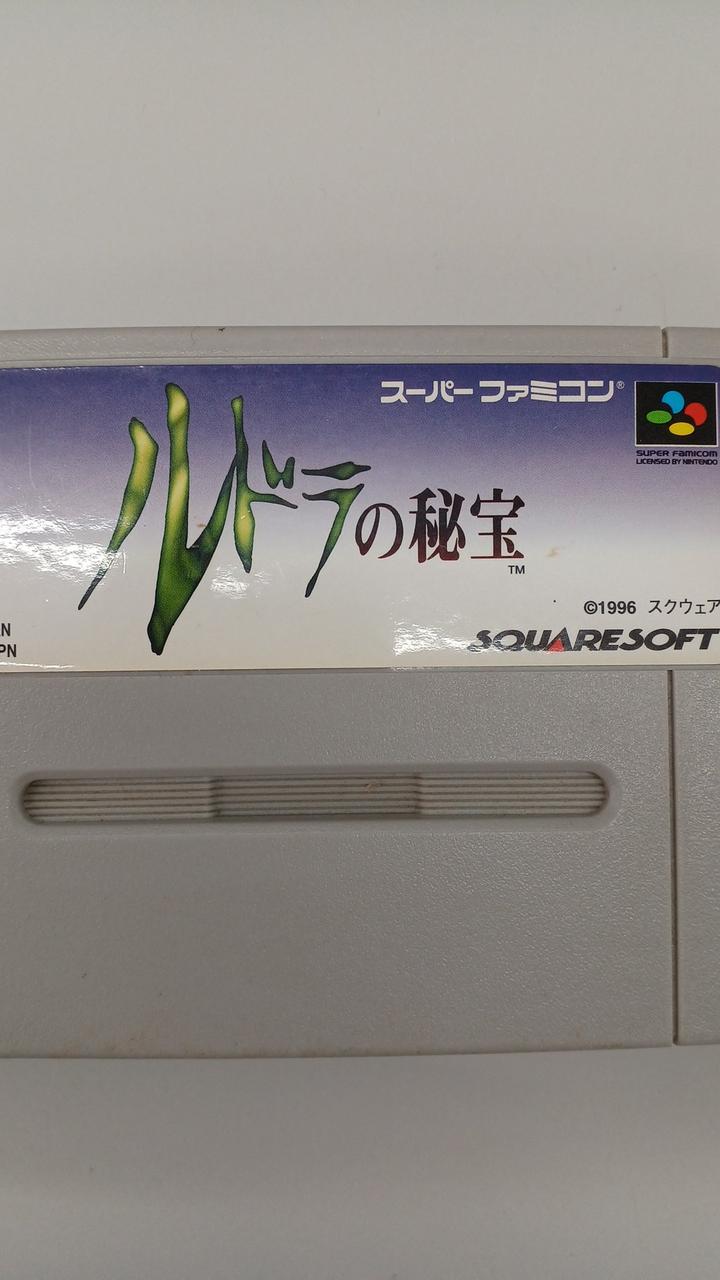 スーパーファミコン®
SUPER FAMICOM
LICENSED BY NINTENDO
ルドラの秘宝
TM
©1996 スクウェア
SQUARESOFT
PN